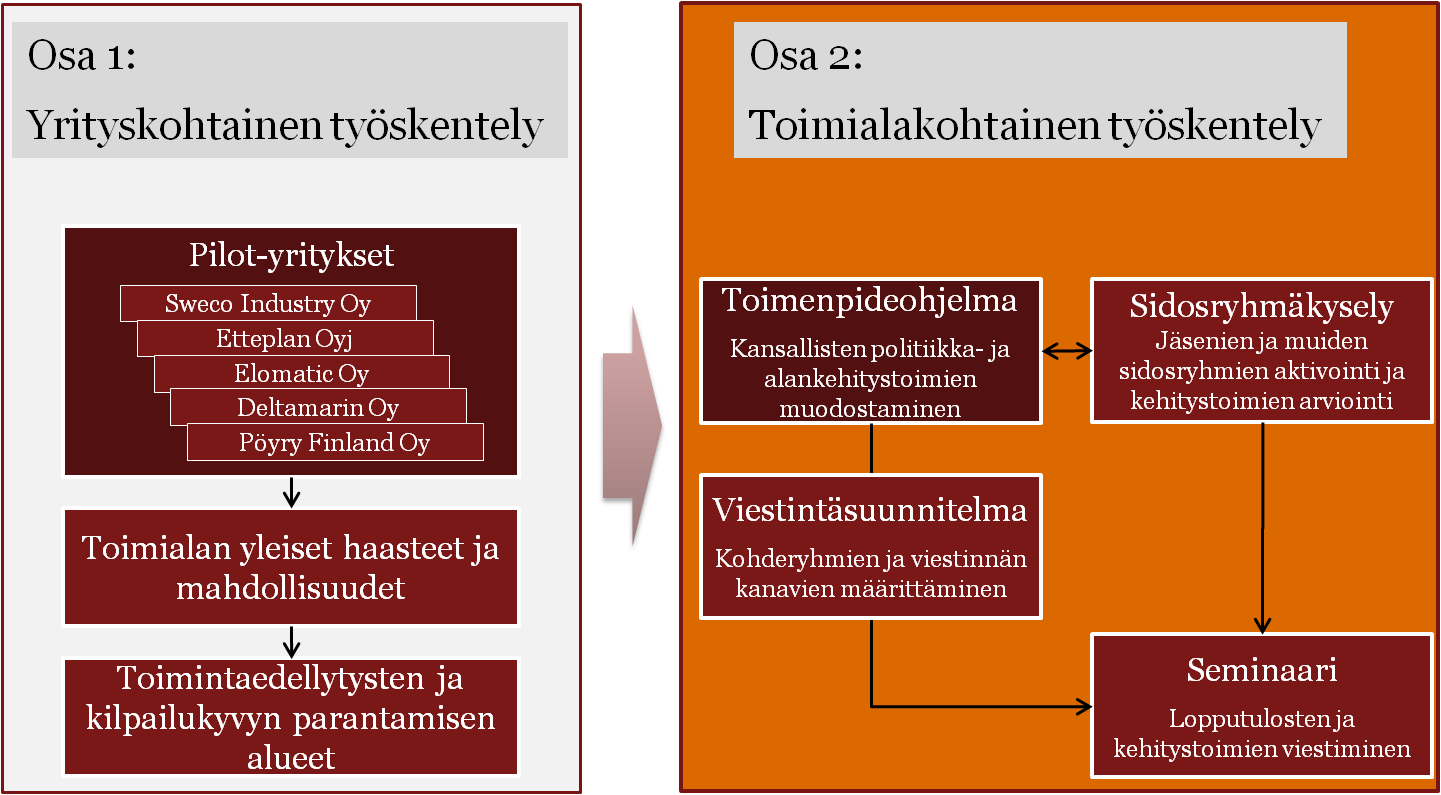 Osa 1:
Yrityskohtainen työskentely
Pilot-yritykset
Sweco Industry Oy
Etteplan Oyj
Elomatic Oy
Deltamarin Oy
Pöyry Finland Oy
Toimialan yleiset haasteet ja
mahdollisuudet
Toimintaedellytysten ja
kilpailukyvyn parantamisen
alueet
Osa 2:
Toimialakohtainen työskentely
Toimenpideohjelma
Kansallisten politiikka- ja
alankehitystoimien
muodostaminen
Sidosryhmäkysely
Jäsenien ja muiden
sidosryhmien aktivointi ja
kehitystoimien arviointi
Viestintäsuunnitelma
Kohderyhmien ja viestinnän
kanavien määrittäminen
Seminaari
Lopputulosten ja
kehitystoimien viestiminen